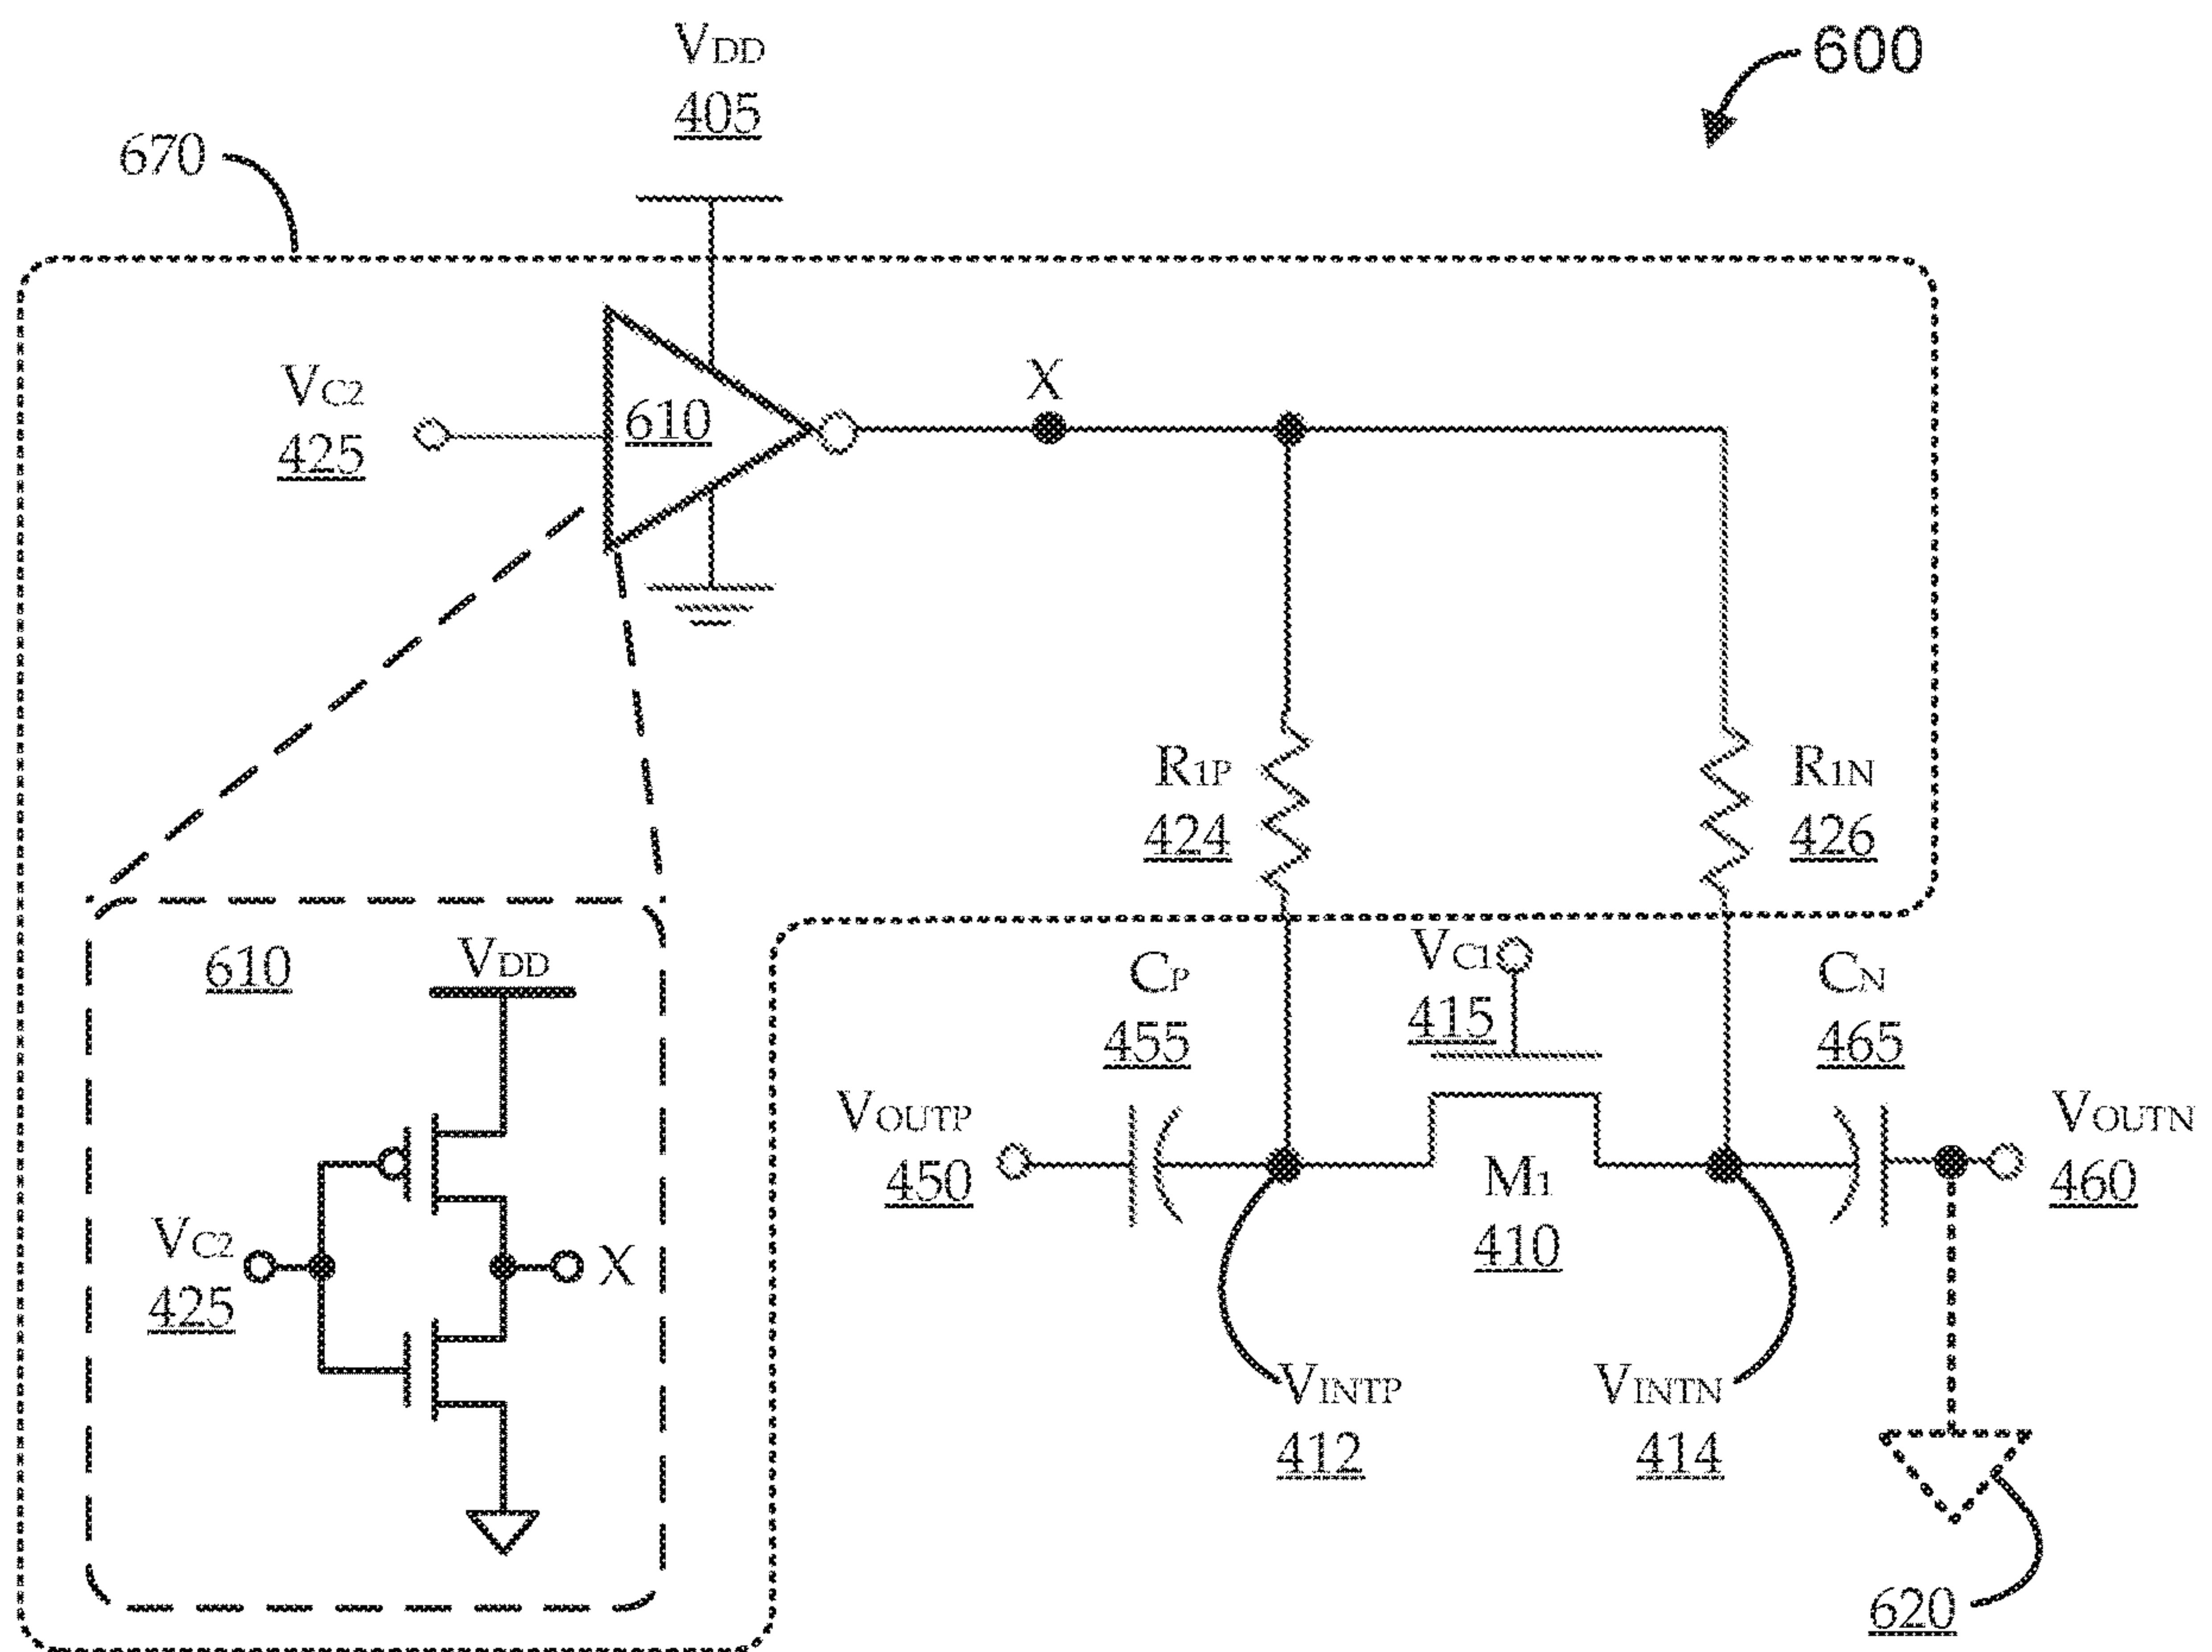 600
VDD
405
670
VC2
425
610
X
R1P
424
R1N
426
610
VDD
VC2
425
X
CP
455
VC1
415
CN
465
VOUTP
450
M1
410
VOUTN
460
VINTP
412
VINTN
414
620